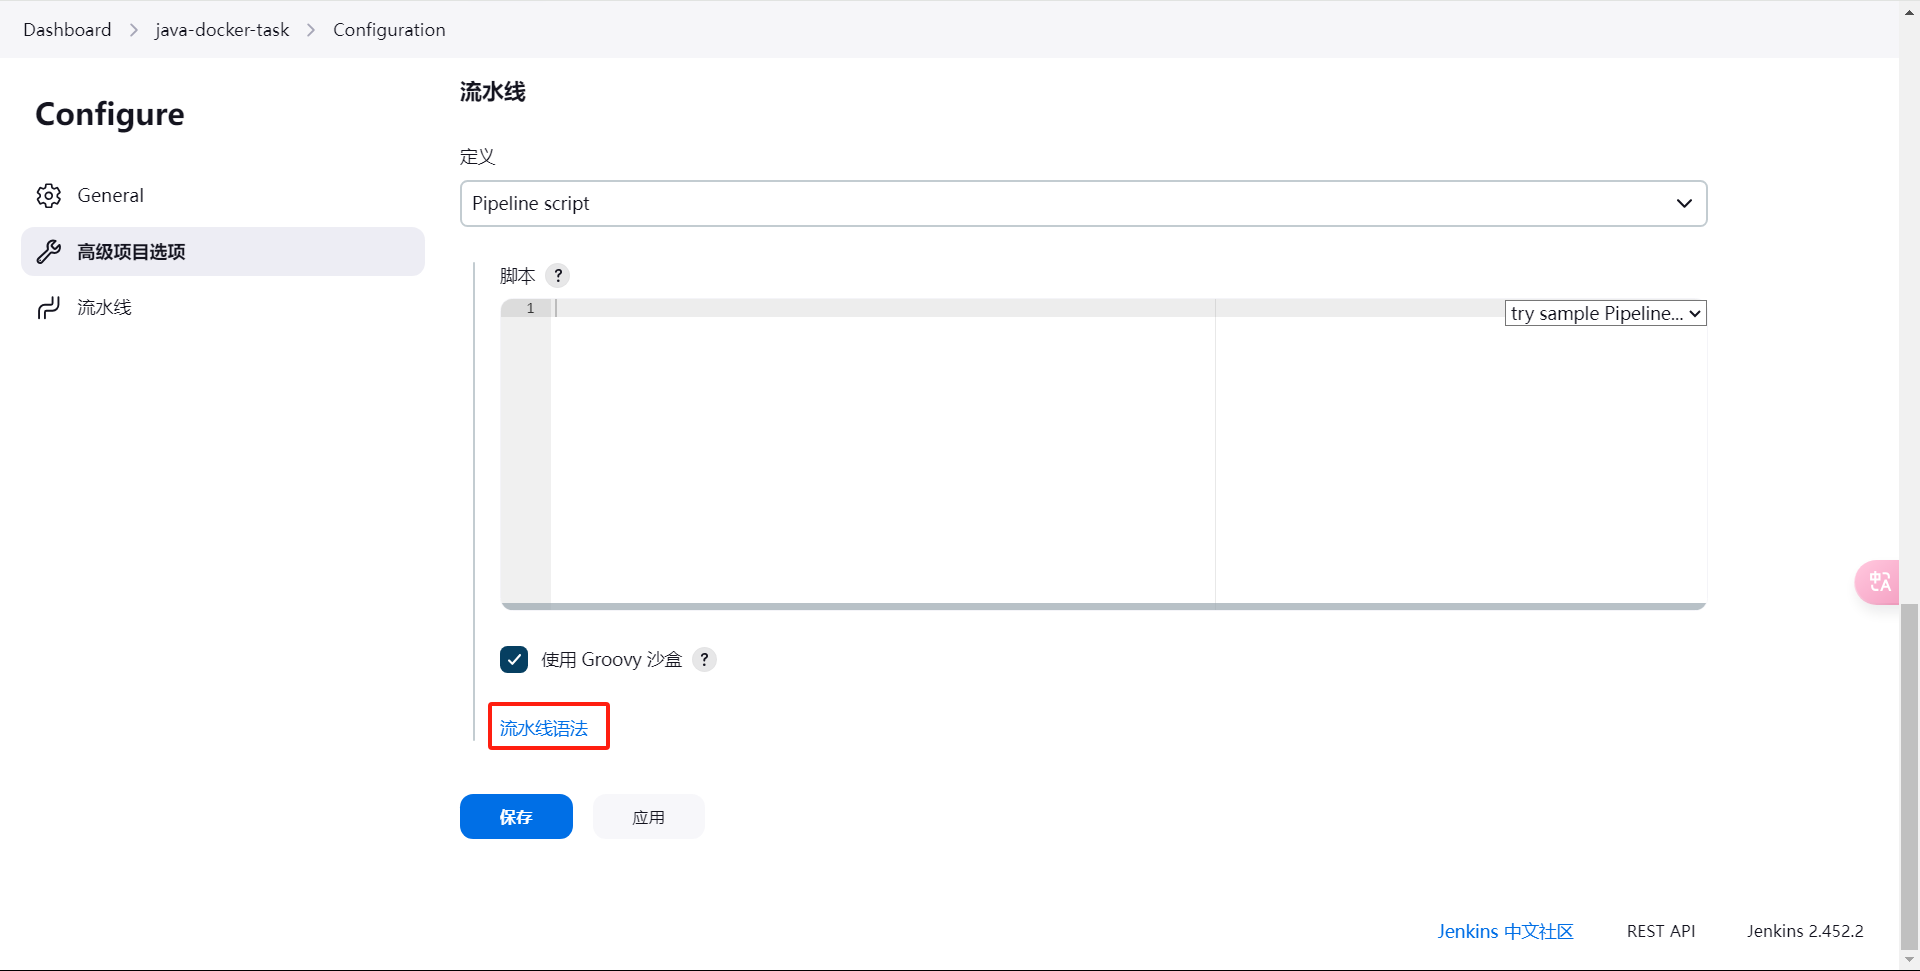 Dashboard > java-docker-task > Configuration
Configure
General
高级项目选项
流水线
流水线
定义
Pipeline script
脚本 ?
1
try sample Pipeline...
使用 Groovy 沙盒 ?
流水线语法
保存
应用
中A
Jenkins 中文社区
REST API
Jenkins 2.452.2